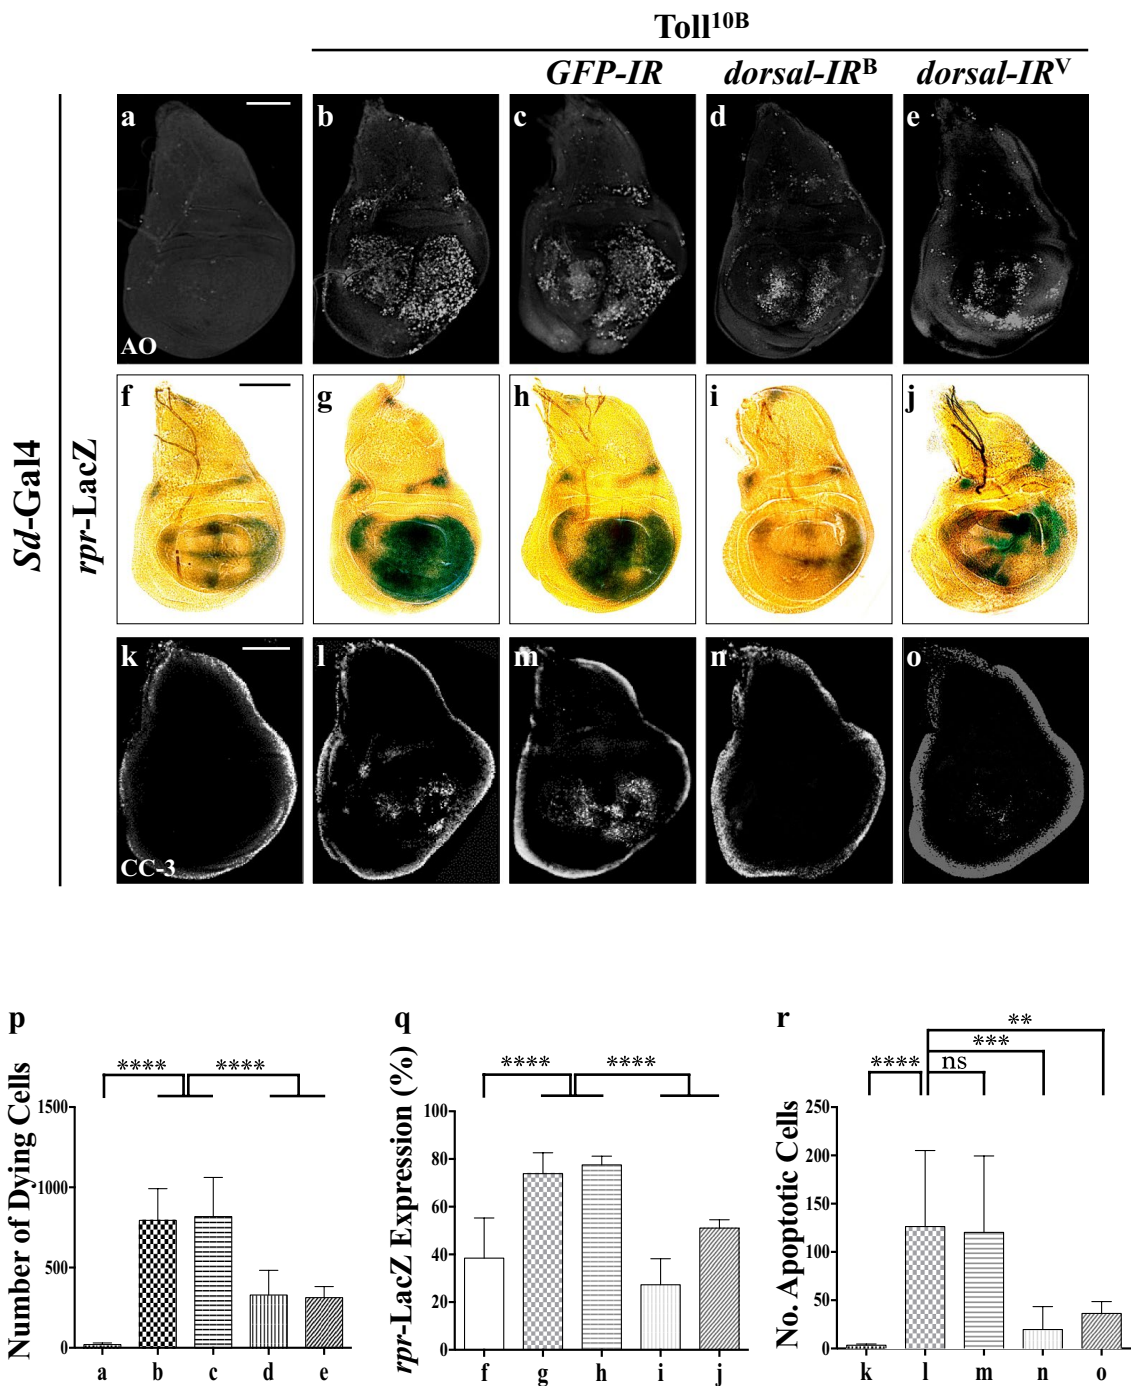 Toll10B
GFP-IR dorsal-IRB dorsal-IRV
Sd-Gal4
rpr-LacZ
a b c d e
AO
f g h i j
k l m n o
CC-3
p q r
**** ****
Number of Dying Cells
1500
1000
500
0
a b c d e
**** ****
rpr-LacZ Expression (%)
100
80
60
40
20
0
f g h i j
**
***
**** ns
No. Apoptotic Cells
250
200
150
100
50
0
k l m n o